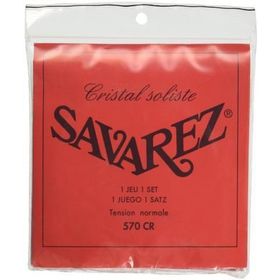 Cristal soliste
SAVAREZ®
1 JEU 1 SET
1 JUEGO 1 SATZ
Tension normale
570 CR